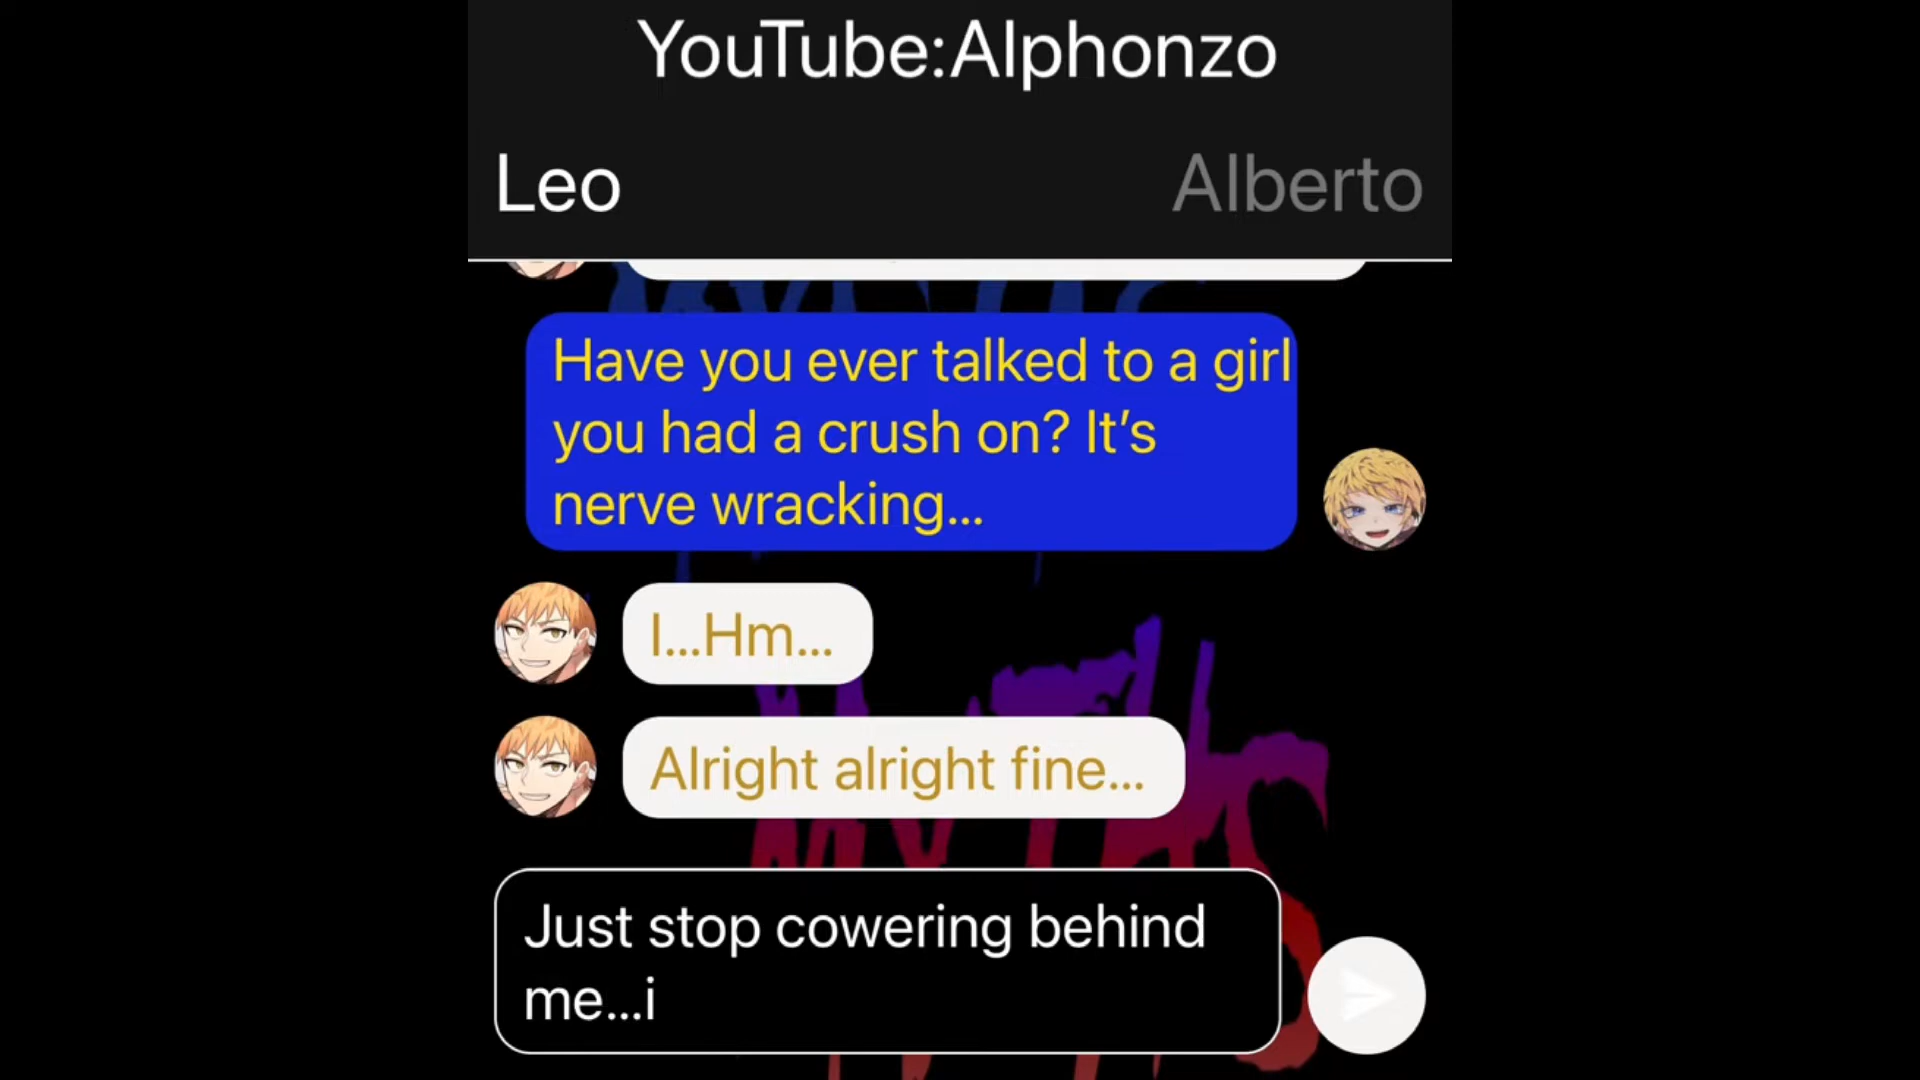 YouTube:Alphonzo
Leo
Alberto
Have you ever talked to a girl
you had a crush on? It’s
nerve wracking...
I...Hm...
Alright alright fine...
MYTHS
Just stop cowering behind
me...i